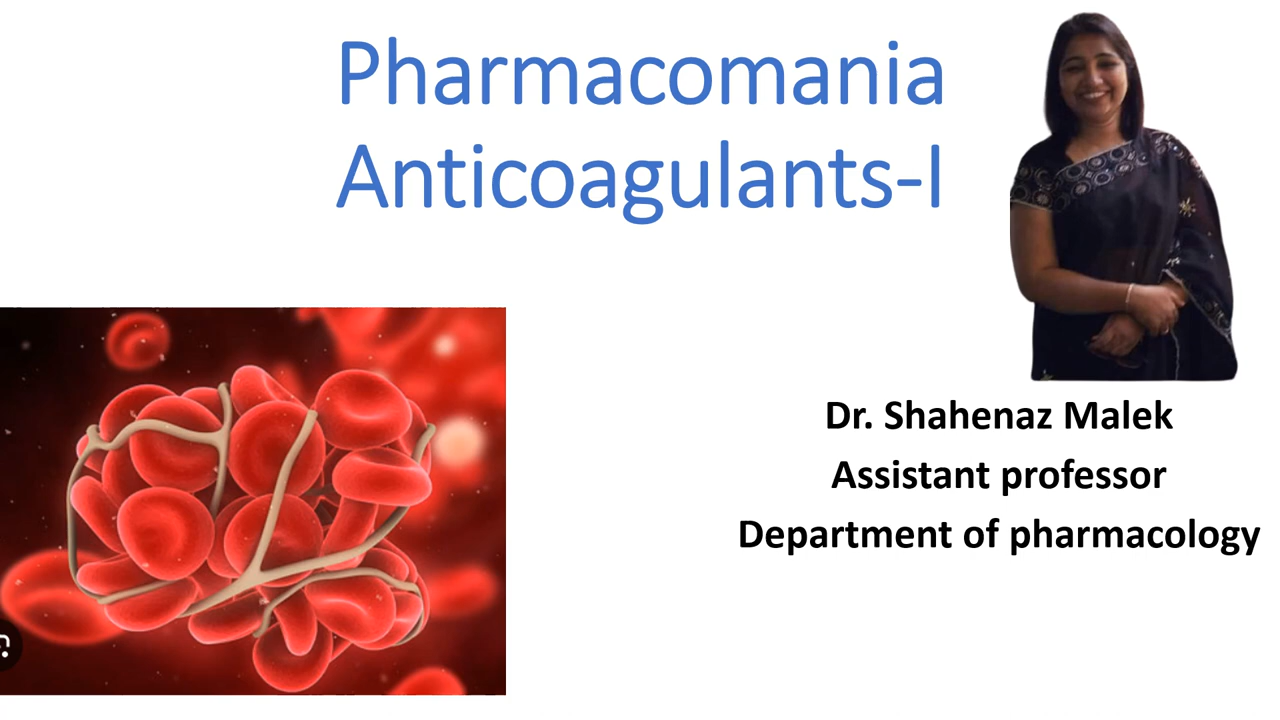 Pharmacomania
Anticoagulants-I
Dr. Shahenaz Malek
Assistant professor
Department of pharmacology